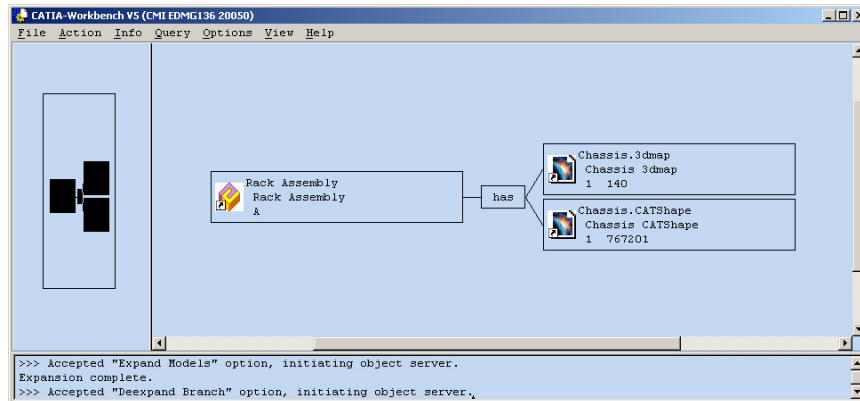 CATIA-Workbench V5 (CMI EDMG136 20050)
File Action Info Query Options View Help
Rack Assembly
Rack Assembly
A
has
Chassis.3dmap
Chassis 3dmap
1 140
Chassis.CATShape
Chassis CATShape
1 767201
>>> Accepted "Expand Models" option, initiating object server.
Expansion complete.
>>> Accepted "Deexpand Branch" option, initiating object server.